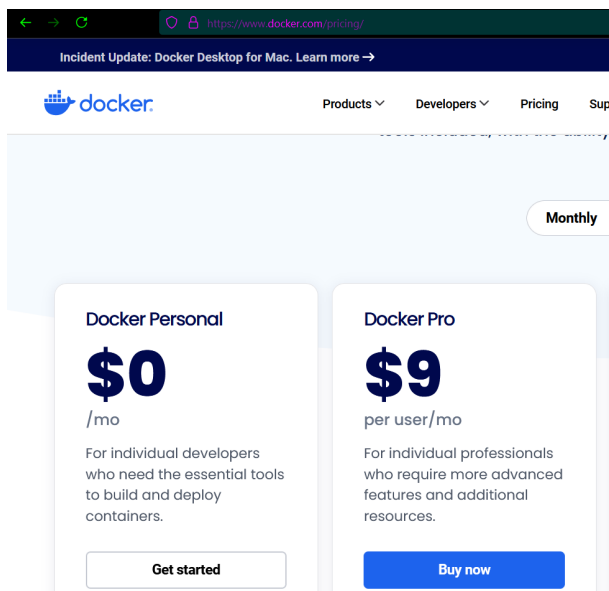 https://www.docker.com/pricing/
Incident Update: Docker Desktop for Mac. Learn more →
docker
Products
Developers
Pricing
Sup
Monthly
Docker Personal
$0
/mo
For individual developers
who need the essential tools
to build and deploy
containers.
Get started
Docker Pro
$9
per user/mo
For individual professionals
who require more advanced
features and additional
resources.
Buy now